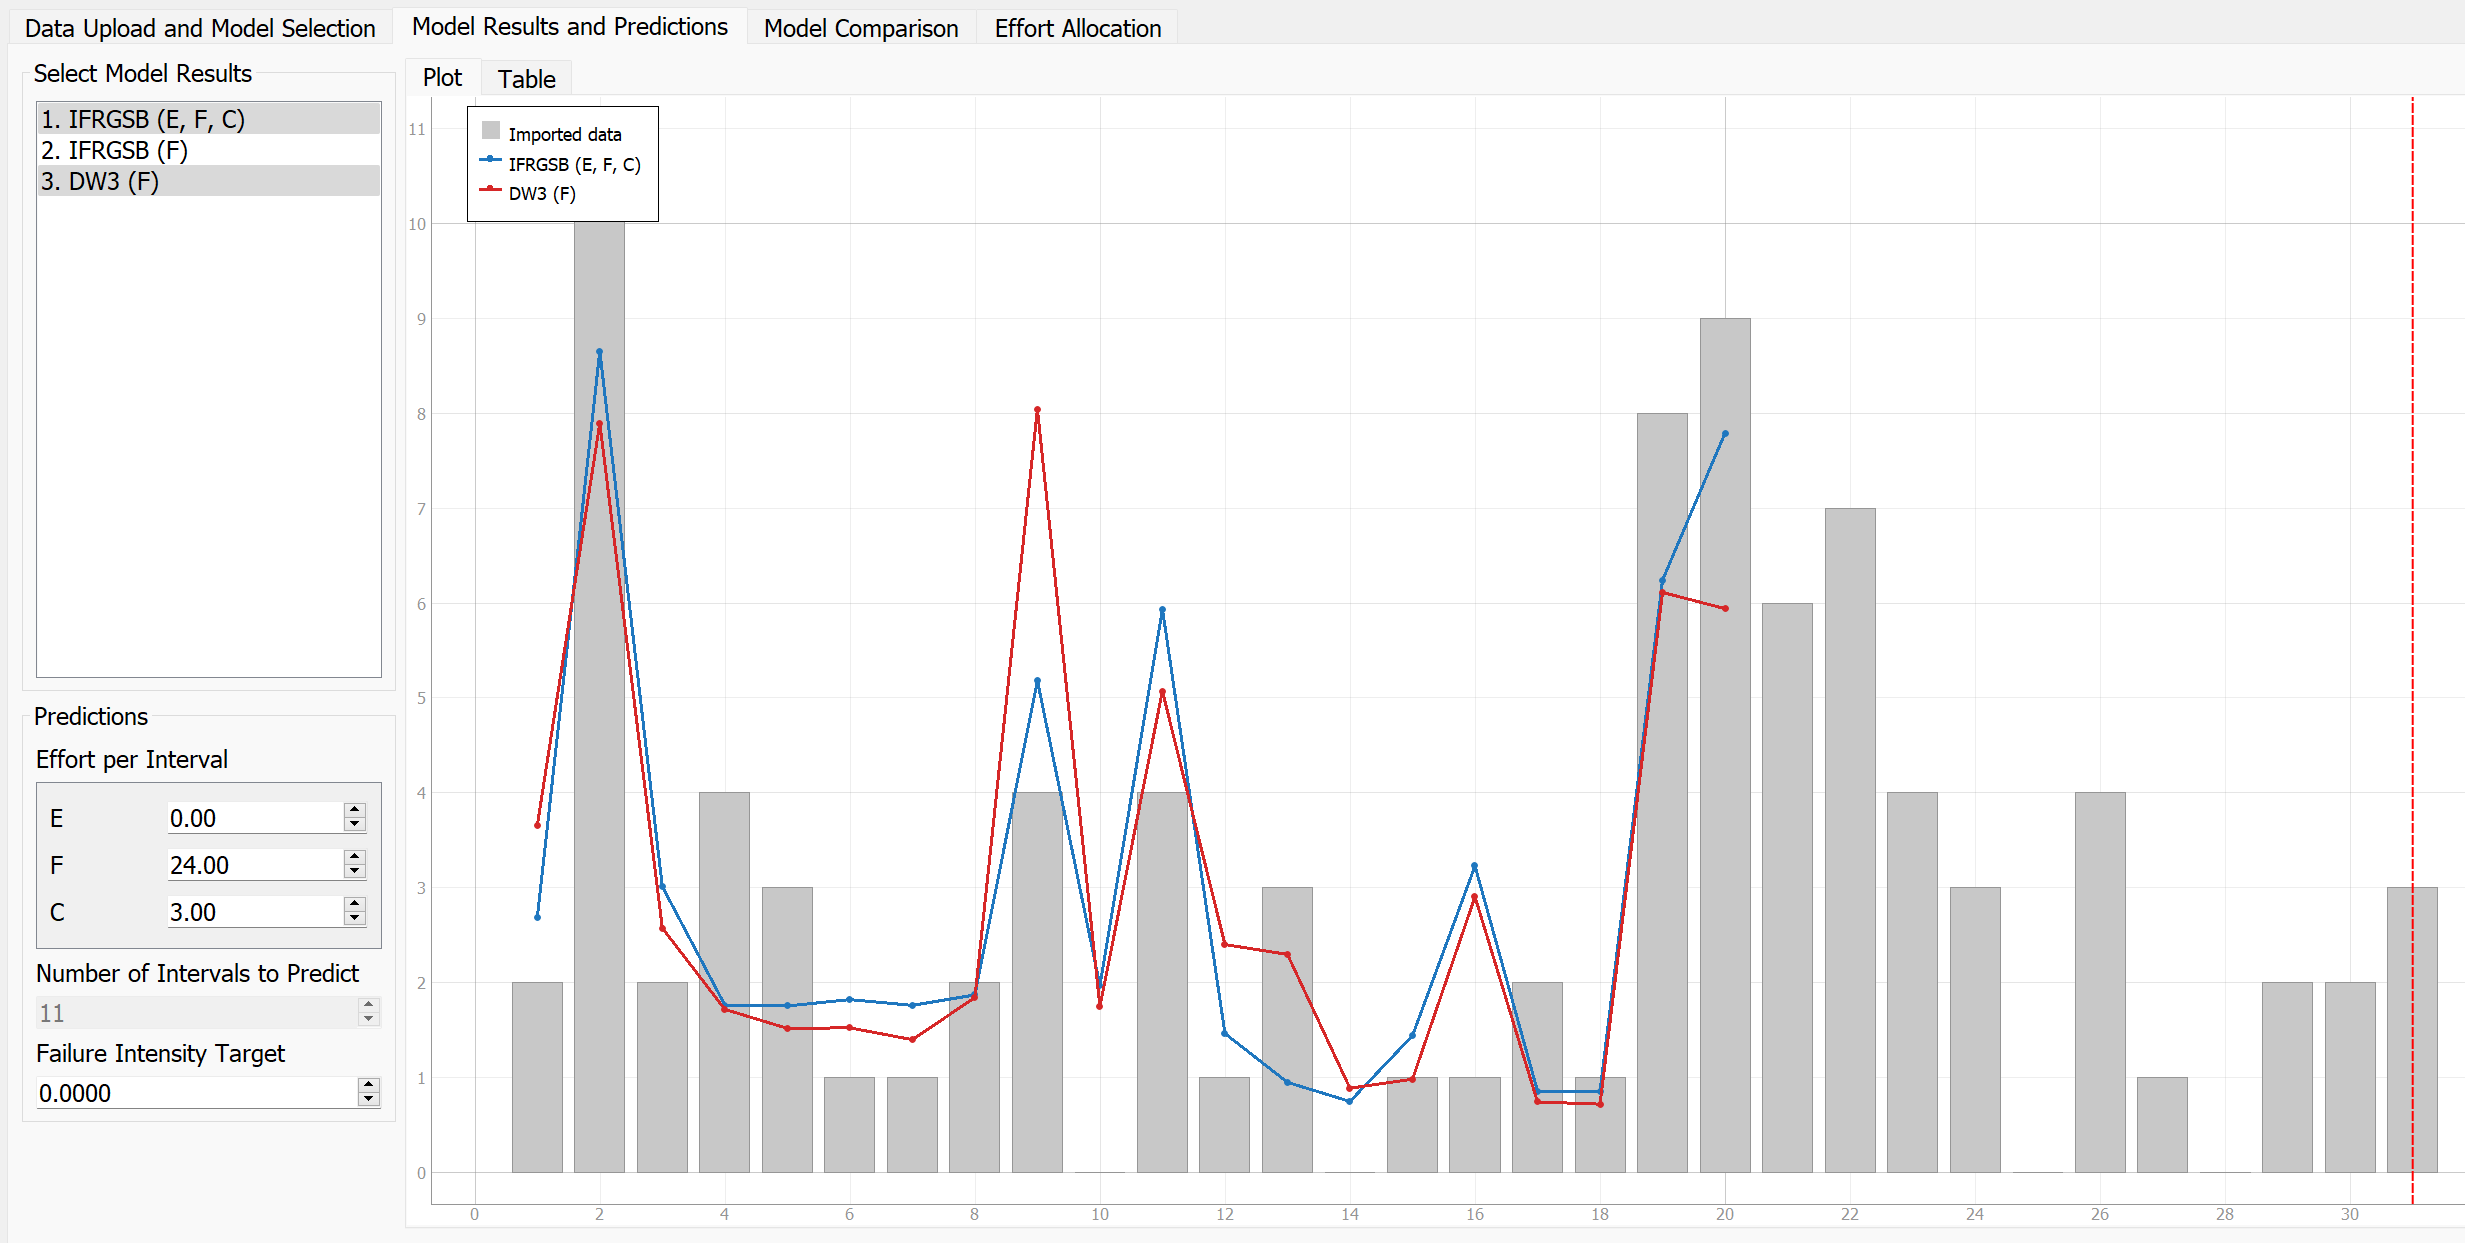 Data Upload and Model Selection
Model Results and Predictions
Model Comparison
Effort Allocation
Select Model Results
1. IFRGSB (E, F, C)
2. IFRGSB (F)
3. DW3 (F)
Predictions
Effort per Interval
E 0.00
F 24.00
C 3.00
Number of Intervals to Predict
11
Failure Intensity Target
0.0000
Plot
Table
Imported data
IFRGSB (E, F, C)
DW3 (F)
11
10
9
8
7
6
5
4
3
2
1
0
0 2 4 6 8 10 12 14 16 18 20 22 24 26 28 30